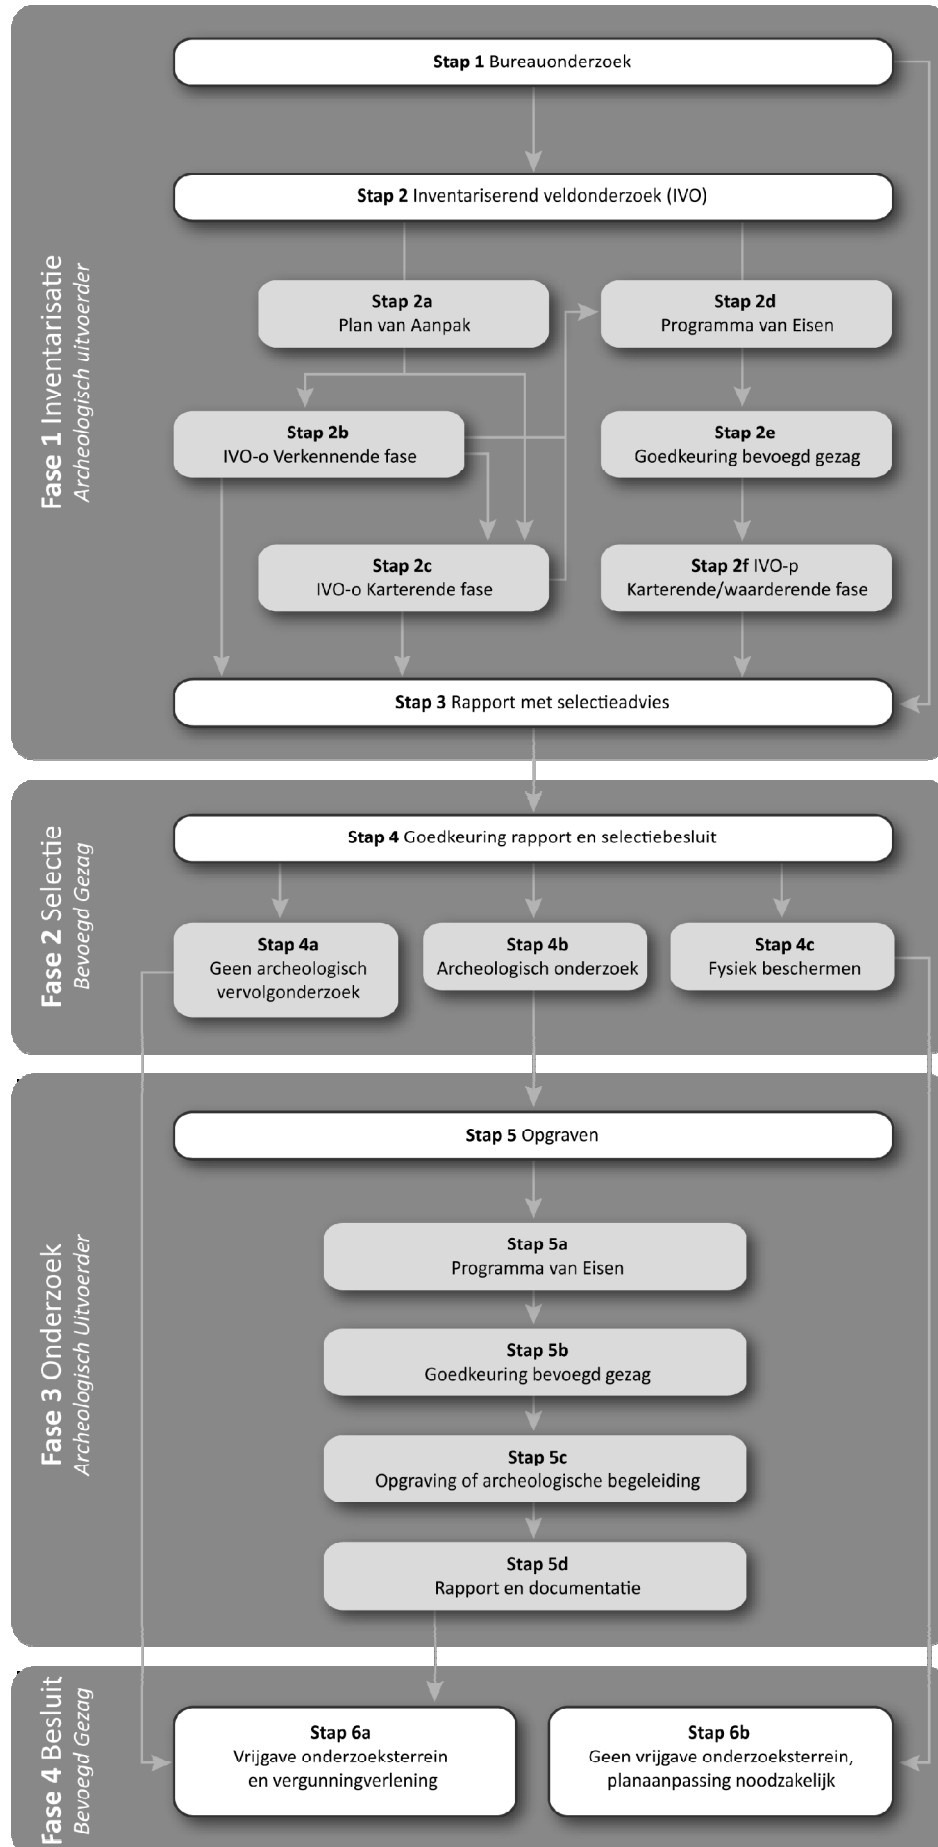 Fase 1 Inventarisatie
Archeologisch uitvoerder
Stap 1 Bureauonderzoek
Stap 2 Inventariserend veldonderzoek (IVO)
Stap 2a
Plan van Aanpak
Stap 2d
Programma van Eisen
Stap 2b
IVO-o Verkennende fase
Stap 2e
Goedkeuring bevoegd gezag
Stap 2c
IVO-o Karterende fase
Stap 2f IVO-p
Karterende/waarderende fase
Stap 3 Rapport met selectieadvies
Fase 2 Selectie
Bevoegd Gezag
Stap 4 Goedkeuring rapport en selectiebesluit
Stap 4a
Geen archeologisch
vervolgonderzoek
Stap 4b
Archeologisch onderzoek
Stap 4c
Fysiek beschermen
Fase 3 Onderzoek
Archeologisch Uitvoerder
Stap 5 Opgraven
Stap 5a
Programma van Eisen
Stap 5b
Goedkeuring bevoegd gezag
Stap 5c
Opgraving of archeologische begeleiding
Stap 5d
Rapport en documentatie
Fase 4 Besluit
Bevoegd Gezag
Stap 6a
Vrijgave onderzoeksterrein
en vergunningverlening
Stap 6b
Geen vrijgave onderzoeksterrein,
planaanpassing noodzakelijk